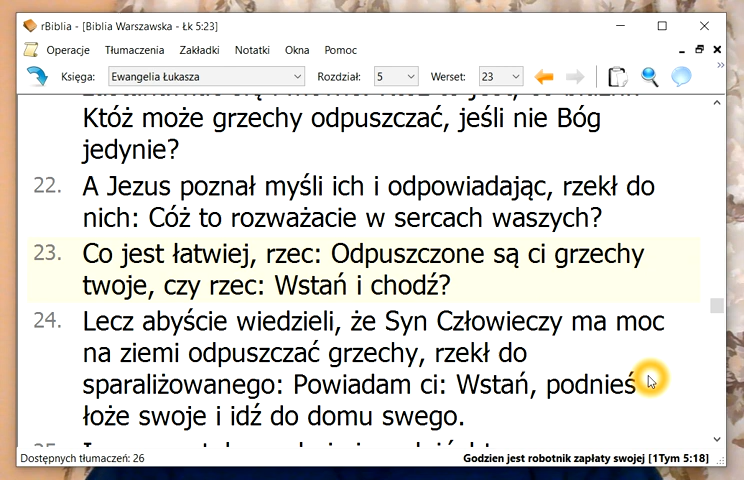 rBiblia - [Biblia Warszawska - Łk 5:23]
Operacje Tłumaczenia Zakładki Notatki Okna Pomoc
Księga: Ewangelia Łukasza Rozdział: 5 Werset: 23
Któż może grzechy odpuszczać, jeśli nie Bóg
jedynie?
22. A Jezus poznał myśli ich i odpowiadając, rzekł do
nich: Cóż to rozważacie w sercach waszych?
23. Co jest łatwiej, rzec: Odpuszczone są ci grzechy
twoje, czy rzec: Wstań i chodź?
24. Lecz abyście wiedzieli, że Syn Człowieczy ma moc
na ziemi odpuszczać grzechy, rzekł do
sparaliżowanego: Powiadam ci: Wstań, podnieś
łoże swoje i idź do domu swego.
Dostępnych tłumaczeń: 26 Godzien jest robotnik zapłaty swojej [1Tym 5:18]